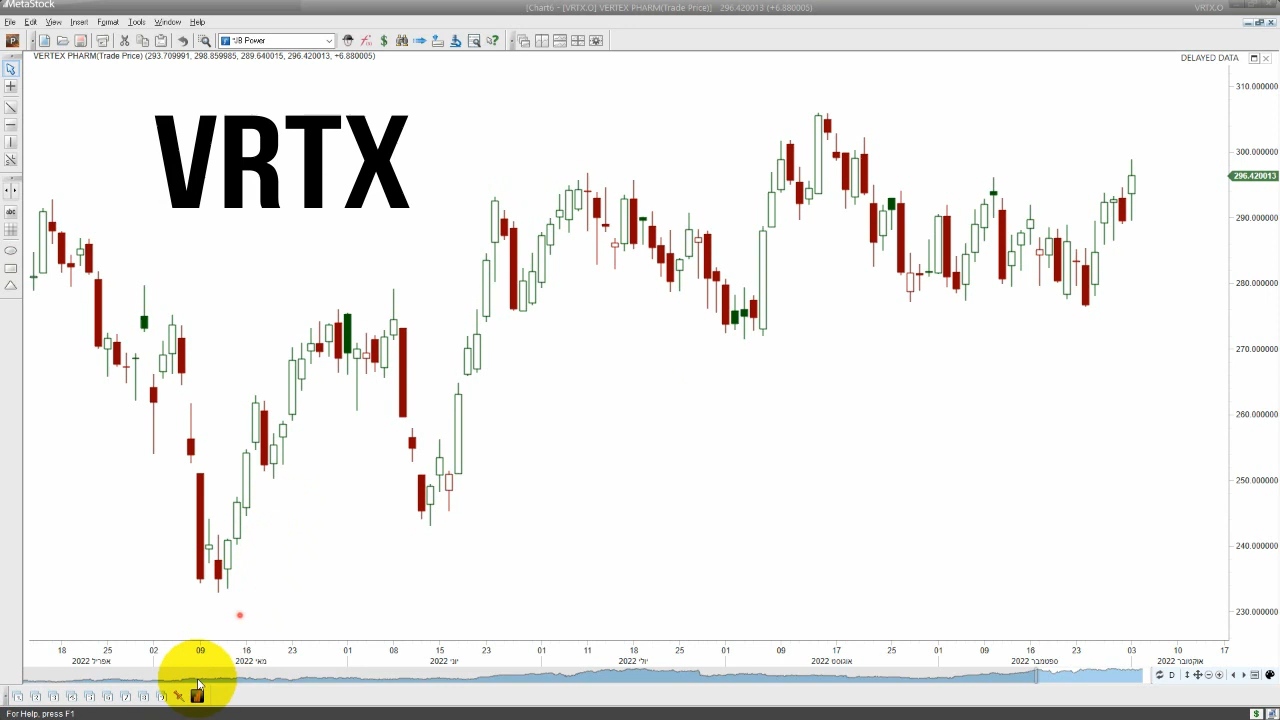 MetaStock
[Chart6 - [VRTX.O] VERTEX PHARM(Trade Price)] 296.420013 (+6.880005)]
VRTX.O
File Edit View Insert Format Tools Window Help
*JB Power
VERTEX PHARM(Trade Price) (293.709991, 298.859985, 289.640015, 296.420013, +6.880005)
DELAYED DATA
VRTX
310.000000
300.000000
296.420013
290.000000
280.000000
270.000000
260.000000
250.000000
240.000000
230.000000
18 25 02 09 16 23 01 08 15 23 01 11 18 25 01 09 17 25 01 09 16 23 03 10 17
אפריל 2022 מאי 2022 יוני 2022 יולי 2022 אוגוסט 2022 ספטמבר 2022 אוקטובר 2022
D
For Help, press F1